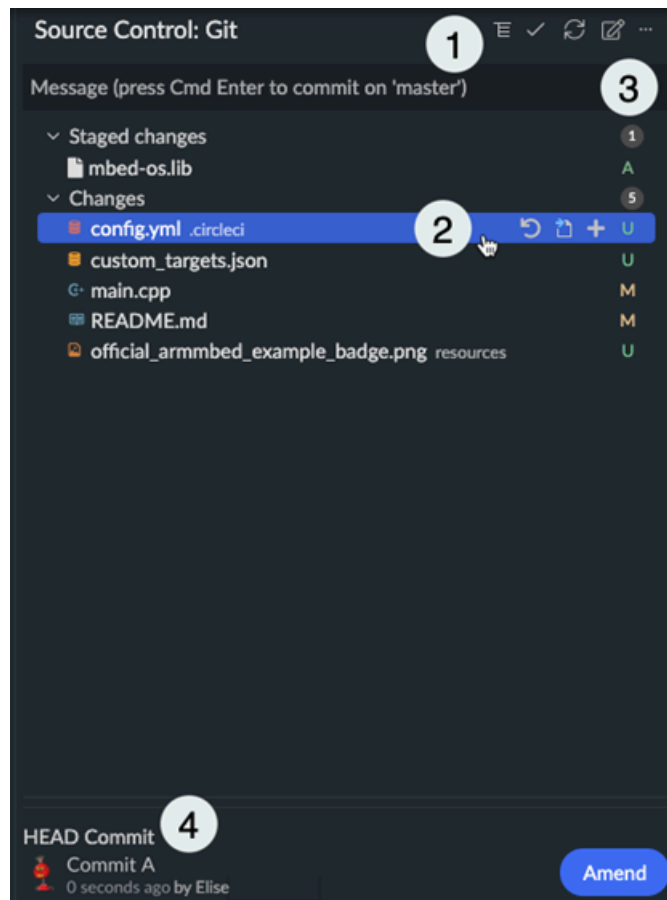 Source Control: Git
1
...
Message (press Cmd Enter to commit on 'master')
3
Staged changes 1
mbed-os.lib A
Changes 5
config.yml .circleci 2 U
custom_targets.json U
main.cpp M
README.md M
official_armmbed_example_badge.png resources U
HEAD Commit 4
Commit A
0 seconds ago by Elise
Amend